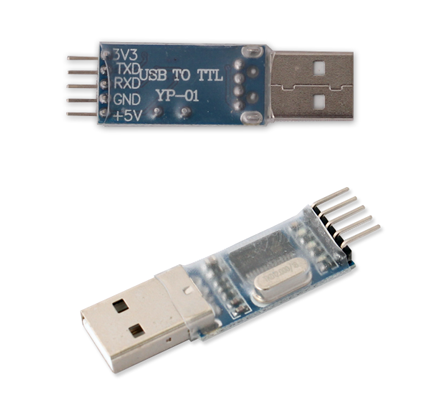 3V3
TXD
RXD
GND
+5V
USB TO TTL
YP-01